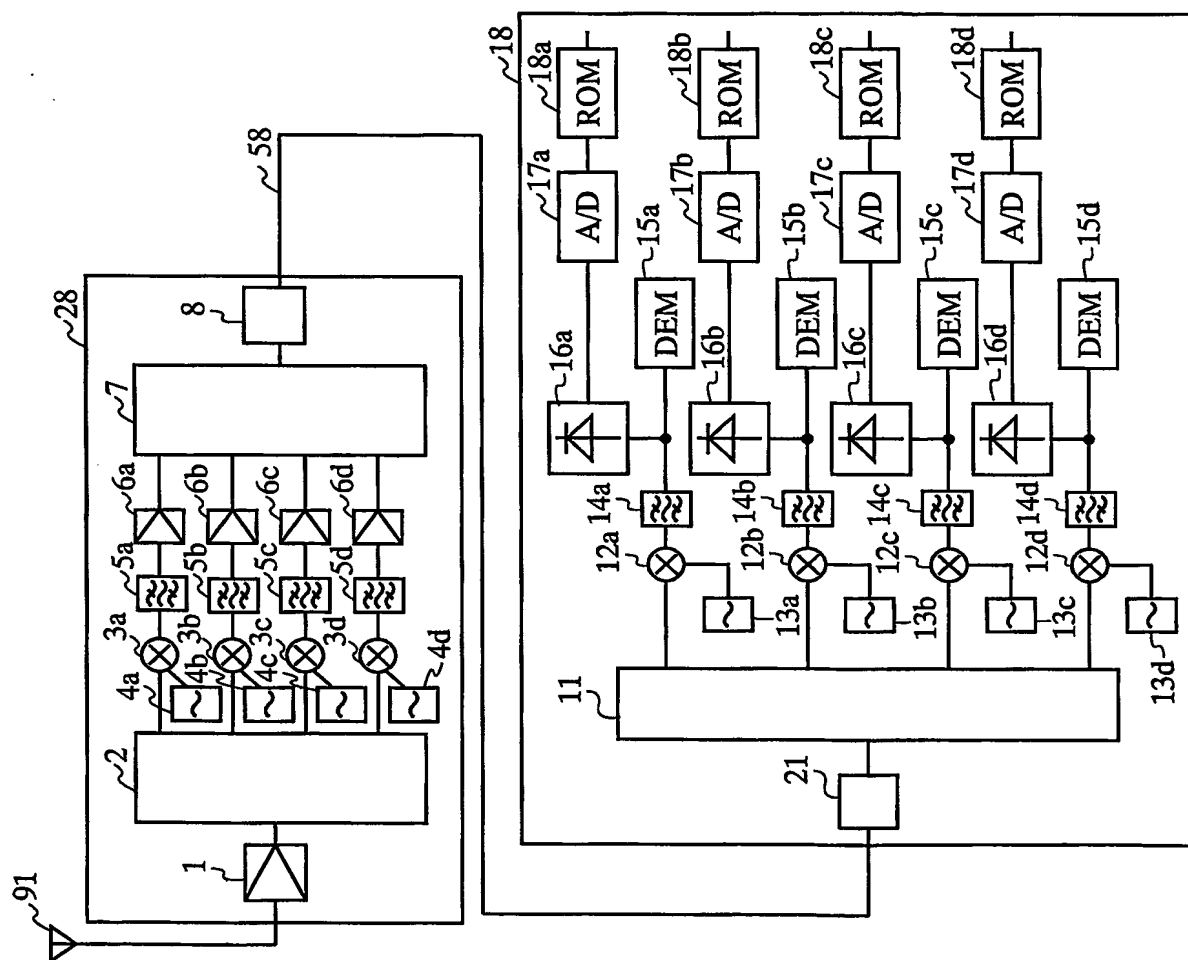 91
28
1
2
3a
3b
3c
3d
4a
4b
4c
4d
5a
5b
5c
5d
6a
6b
6c
6d
7
8
58
18
21
11
12a
12b
12c
12d
13a
13b
13c
13d
14a
14b
14c
14d
16a
16b
16c
16d
DEM
DEM
DEM
DEM
15a
15b
15c
15d
A/D
A/D
A/D
A/D
17a
17b
17c
17d
ROM
ROM
ROM
ROM
18a
18b
18c
18d